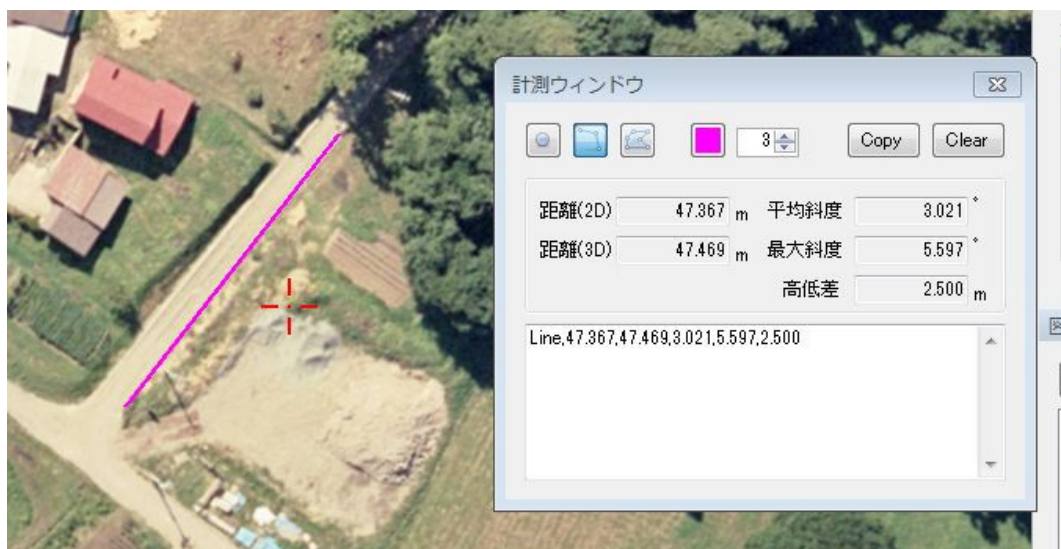 計測ウィンドウ
3 Copy Clear
距離(2D) 47.367 m 平均斜度 3.021 °
距離(3D) 47.469 m 最大斜度 5.597 °
高低差 2.500 m
Line,47.367,47.469,3.021,5.597,2.500